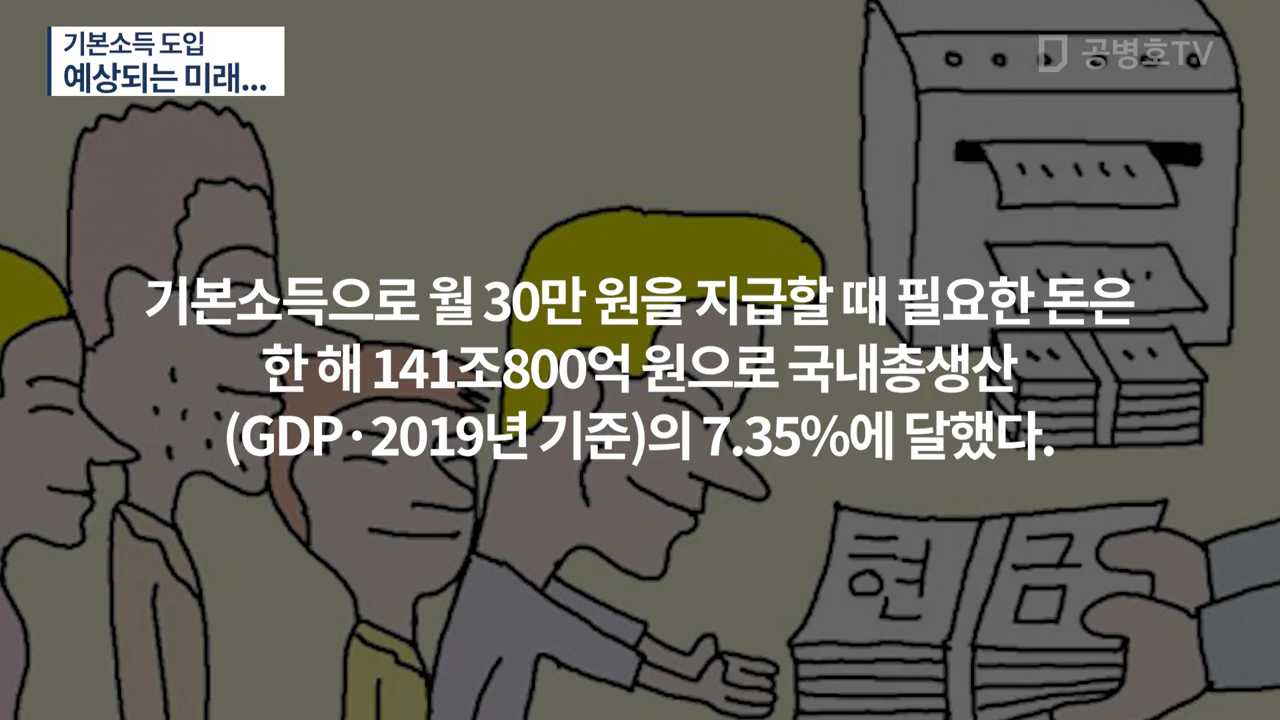 기본소득 도입
예상되는 미래...
공병호TV
기본소득으로 월 30만 원을 지급할 때 필요한 돈은
한 해 141조800억 원으로 국내총생산
(GDP·2019년 기준)의 7.35%에 달했다.
현금